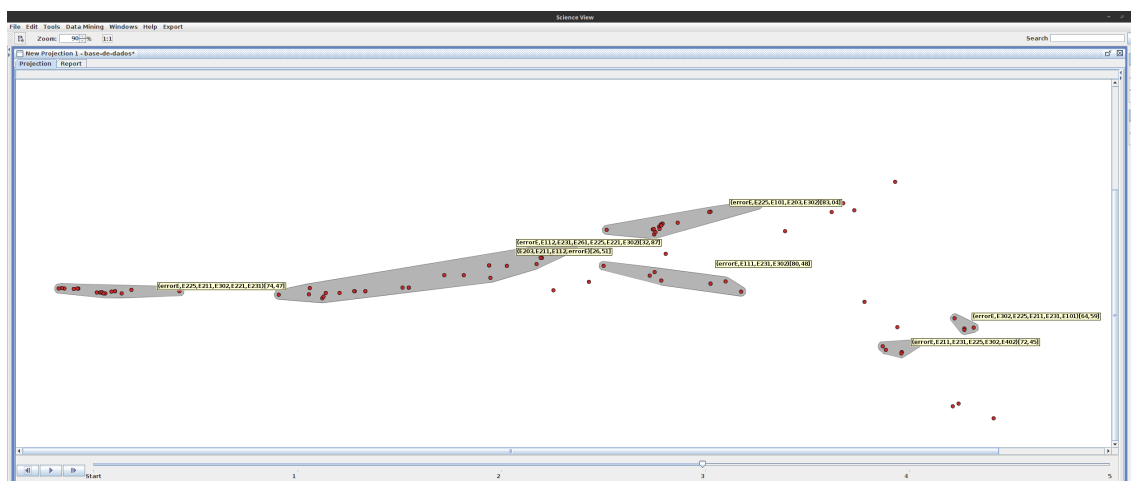 Science View
File Edit Tools Data Mining Windows Help Export
Zoom: 90 % 1:1 Search
New Projection 1 - base-de-dados*
Projection Report
(errorE,E225,E101,E203,E302)[83,04]
(errorE,E112,E231,E261,E225,E221,E302)[32,87]
(E203,E211,E112,errorE)[26,51]
(errorE,E111,E231,E302)[80,48]
(errorE,E225,E211,E302,E221,E231)[74,47]
(errorE,E302,E225,E211,E231,E101)[64,59]
(errorE,E211,E231,E225,E302,E402)[72,45]
Start 1 2 3 4 5